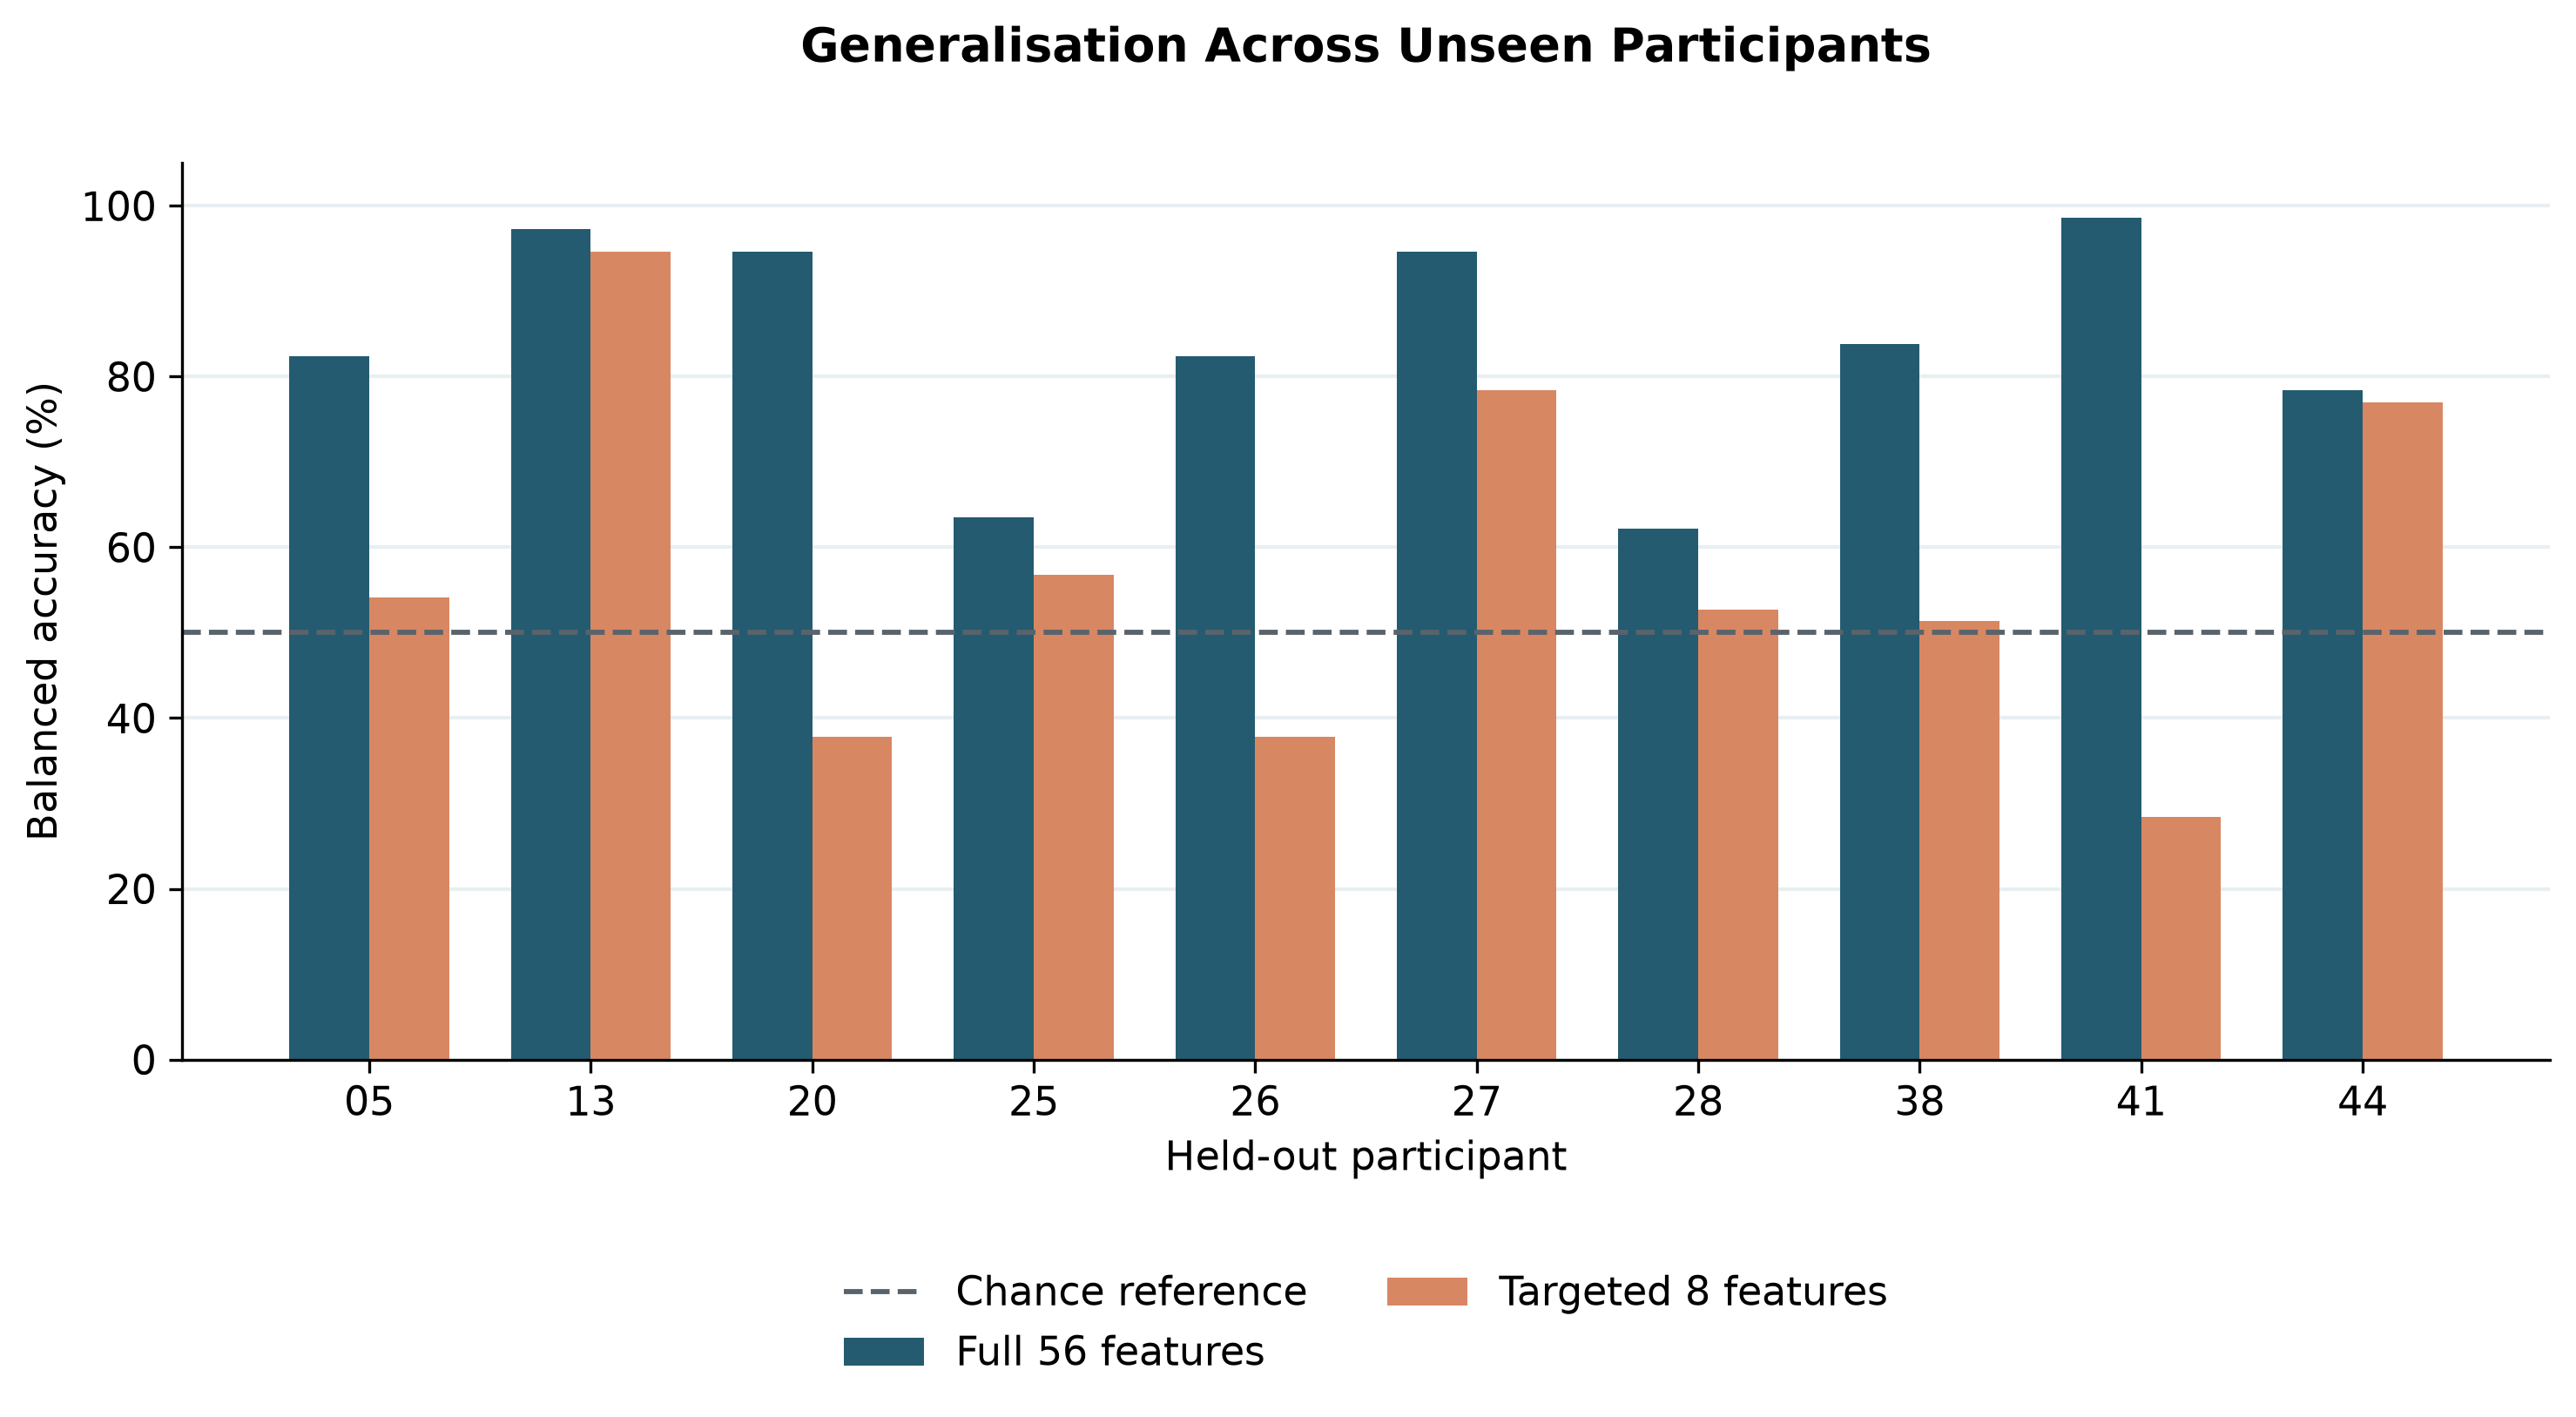 Generalisation Across Unseen Participants
Balanced accuracy (%)
100
80
60
40
20
0
05 13 20 25 26 27 28 38 41 44
Held-out participant
Chance reference
Full 56 features
Targeted 8 features